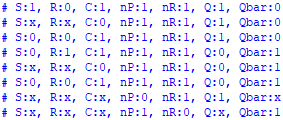 # S:1, R:0, C:1, nP:1, nR:1, Q:1, Qbar:0
# S:x, R:x, C:0, nP:1, nR:1, Q:1, Qbar:0
# S:0, R:0, C:1, nP:1, nR:1, Q:1, Qbar:0
# S:0, R:1, C:1, nP:1, nR:1, Q:0, Qbar:1
# S:x, R:x, C:0, nP:1, nR:1, Q:0, Qbar:1
# S:0, R:0, C:1, nP:1, nR:1, Q:0, Qbar:1
# S:x, R:x, C:x, nP:0, nR:1, Q:1, Qbar:x
# S:x, R:x, C:x, nP:1, nR:0, Q:x, Qbar:1